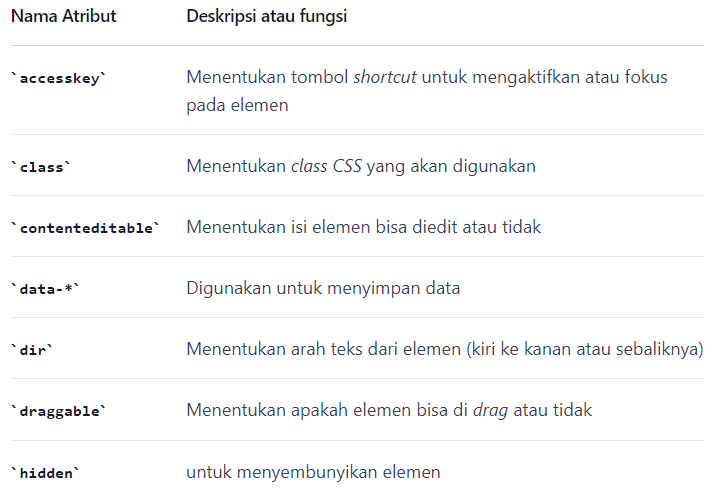 Nama Atribut Deskripsi atau fungsi
`accesskey` Menentukan tombol shortcut untuk mengaktifkan atau fokus
pada elemen
`class` Menentukan class CSS yang akan digunakan
`contenteditable` Menentukan isi elemen bisa diedit atau tidak
`data-*` Digunakan untuk menyimpan data
`dir` Menentukan arah teks dari elemen (kiri ke kanan atau sebaliknya)
`draggable` Menentukan apakah elemen bisa di drag atau tidak
`hidden` untuk menyembunyikan elemen